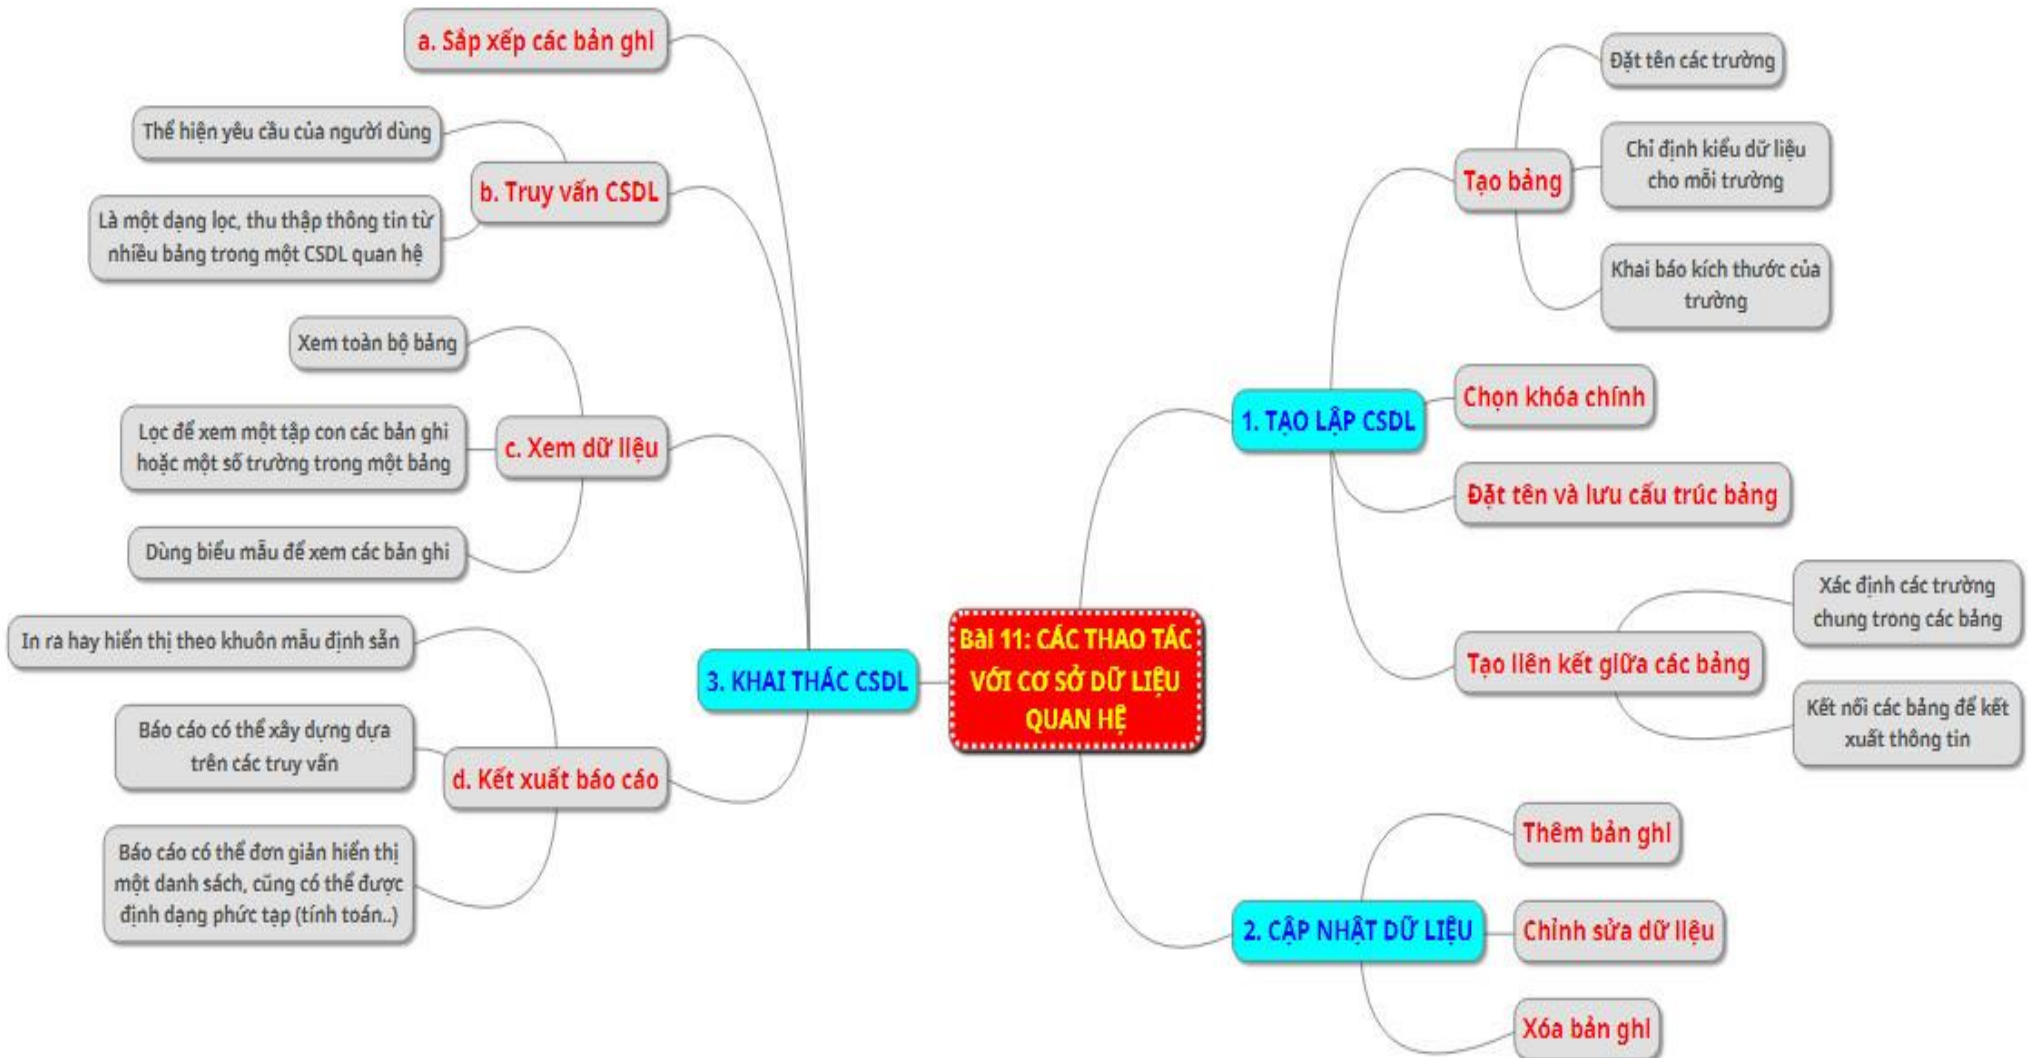 Bài 11: CÁC THAO TÁC
VỚI CƠ SỞ DỮ LIỆU
QUAN HỆ
1. TẠO LẬP CSDL
Tạo bảng
Đặt tên các trường
Chỉ định kiểu dữ liệu
cho mỗi trường
Khai báo kích thước của
trường
Chọn khóa chính
Đặt tên và lưu cấu trúc bảng
Tạo liên kết giữa các bảng
Xác định các trường
chung trong các bảng
Kết nối các bảng để kết
xuất thông tin
2. CẬP NHẬT DỮ LIỆU
Thêm bản ghi
Chỉnh sửa dữ liệu
Xóa bản ghi
3. KHAI THÁC CSDL
a. Sắp xếp các bản ghi
b. Truy vấn CSDL
Thể hiện yêu cầu của người dùng
Là một dạng lọc, thu thập thông tin từ
nhiều bảng trong một CSDL quan hệ
c. Xem dữ liệu
Xem toàn bộ bảng
Lọc để xem một tập con các bản ghi
hoặc một số trường trong một bảng
Dùng biểu mẫu để xem các bản ghi
d. Kết xuất báo cáo
In ra hay hiển thị theo khuôn mẫu định sẵn
Báo cáo có thể xây dựng dựa
trên các truy vấn
Báo cáo có thể đơn giản hiển thị
một danh sách, cũng có thể được
định dạng phức tạp (tính toán..)